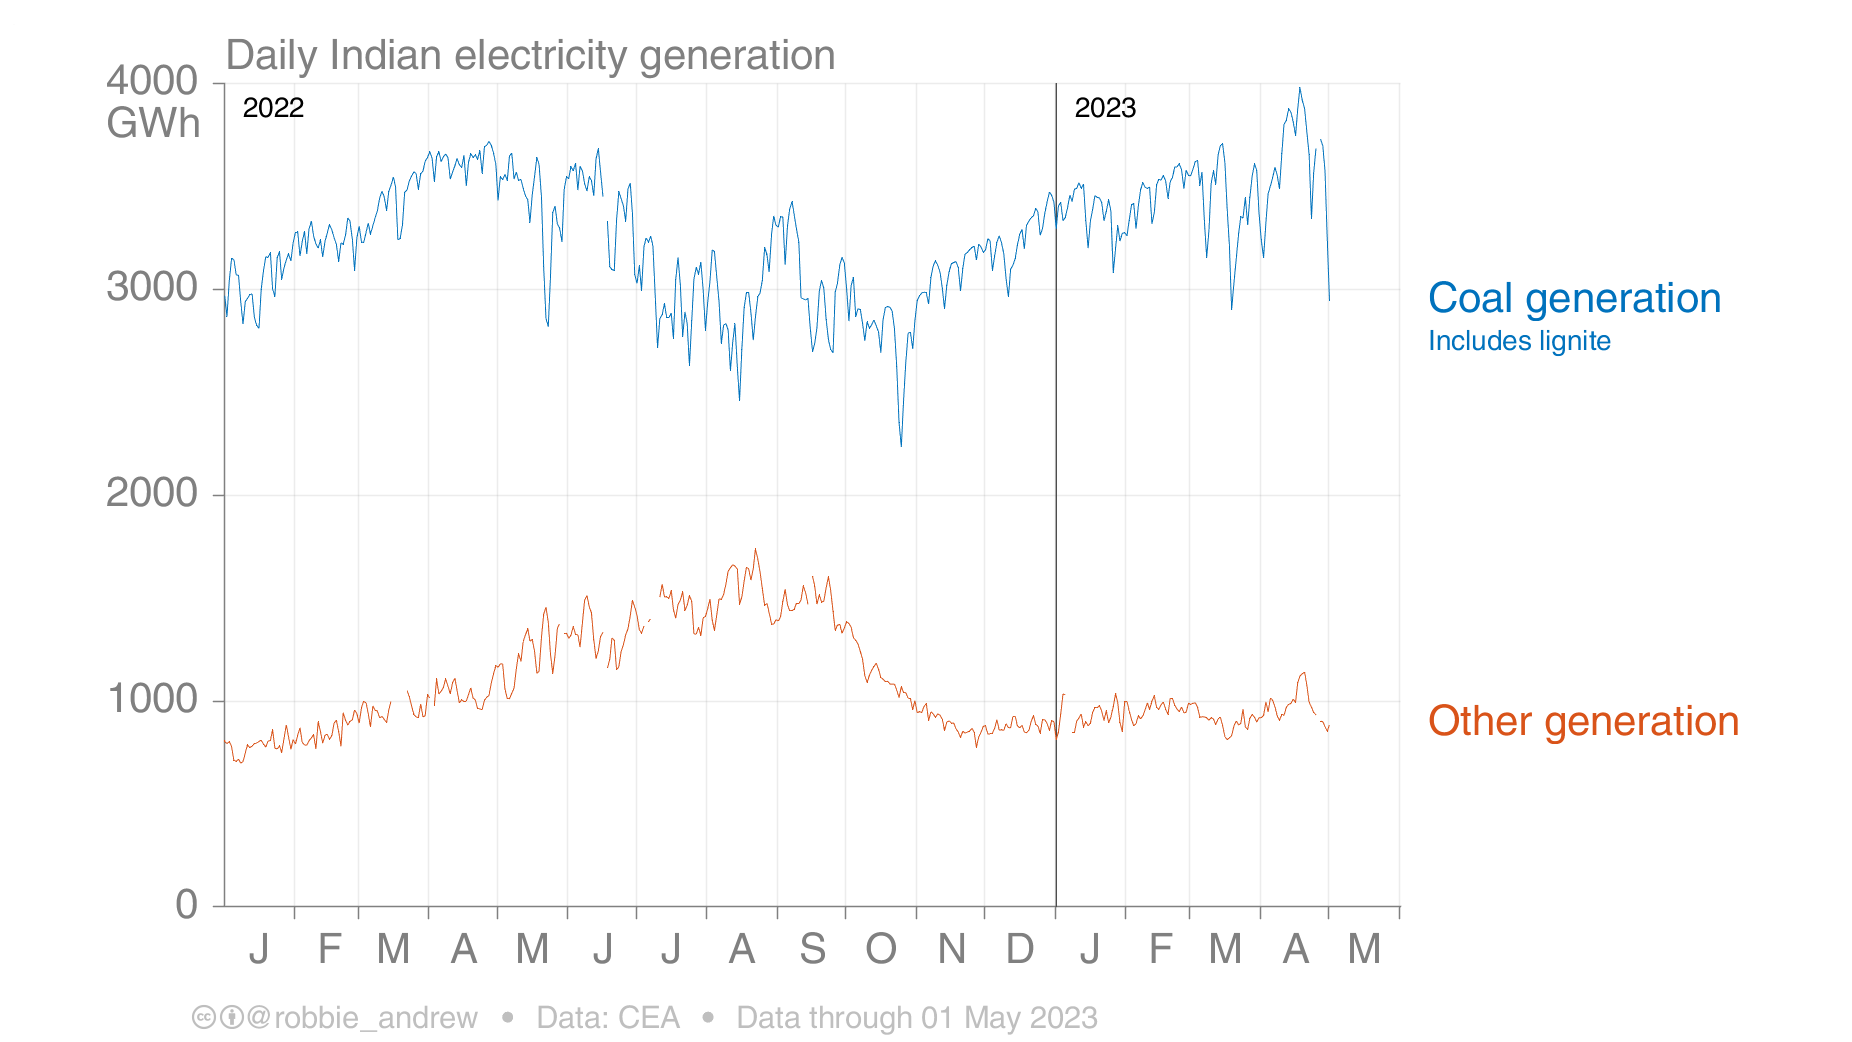 Daily Indian electricity generation
4000
GWh
2022
2023
3000
Coal generation
Includes lignite
2000
1000
Other generation
0
J F M A M J J A S O N D J F M A M
cc @robbie_andrew • Data: CEA • Data through 01 May 2023